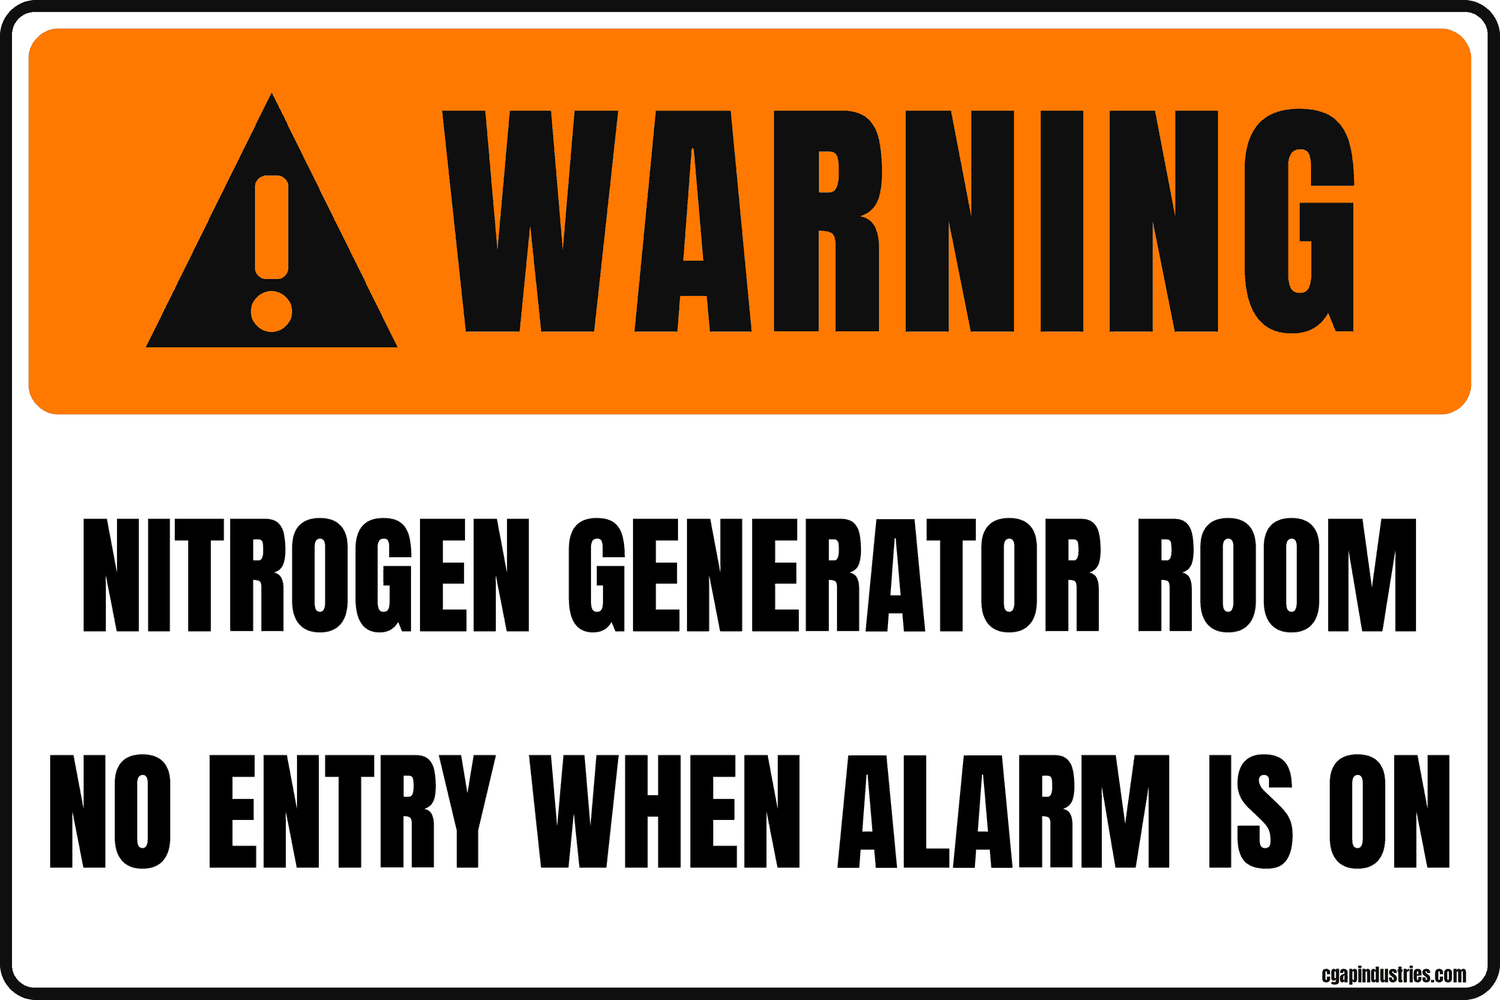 WARNING
NITROGEN GENERATOR ROOM
NO ENTRY WHEN ALARM IS ON
cgapindustries.com